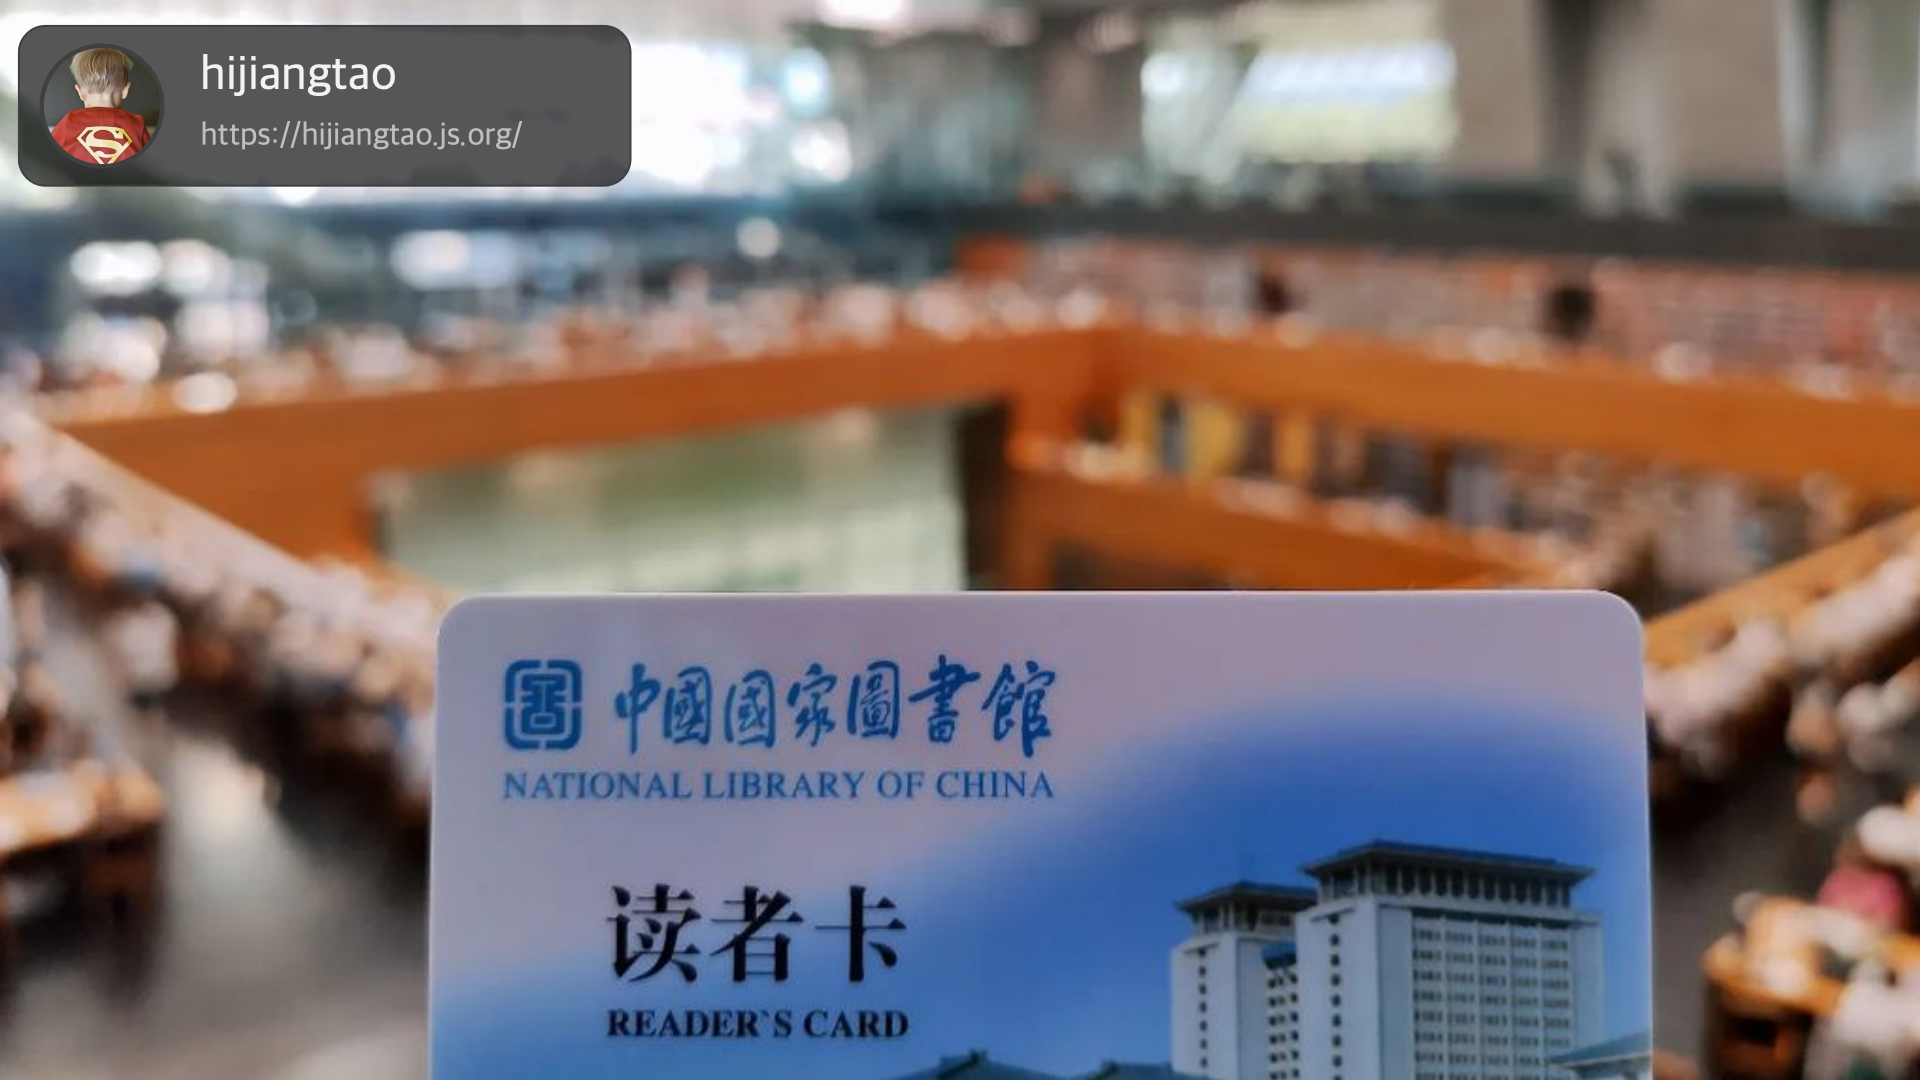 hijiangtao
https://hijiangtao.js.org/
中國國家圖書館
NATIONAL LIBRARY OF CHINA
读者卡
READER`S CARD